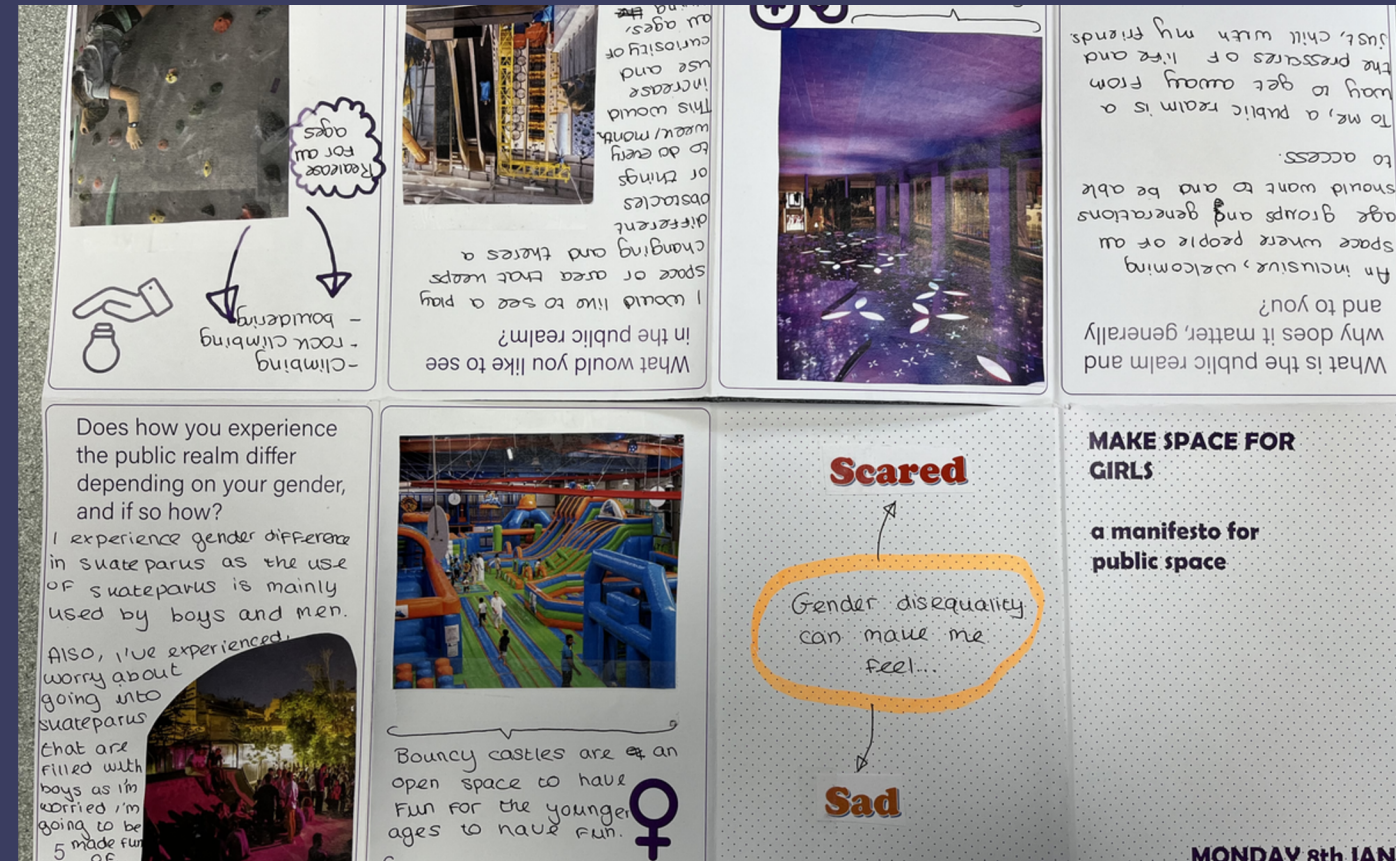 What is the public realm and
why does it matter, generally
and to you?
An inclusive, welcoming
space where people of all
age groups and generations
should want to and be able
to access.
To me, a public realm is a
way to get away from
the pressures of life and
just, chill with my friends.
What would you like to see
in the public realm?
I would like to see a play
space or area that keeps
changing and theres a
different
obstacles
or things
to do every
week/month.
This would
increase
use and
curiosity of
all ages,
-Climbing
- rock climbing
- bouldering
Realease
for all
ages
Does how you experience
the public realm differ
depending on your gender,
and if so how?
I experience gender difference
in skateparks as the use
of skateparks is mainly
used by boys and men.
Also, I've experienced
worry about
going into
skateparks
that are
filled with
boys as I'm
worried I'm
going to be
made fun
of
5
Bouncy castles are an
open space to have
fun for the younger
ages to have fun.
Scared
Gender disequality
can make me
feel...
Sad
MAKE SPACE FOR
GIRLS
a manifesto for
public space
MONDAY 8th JAN